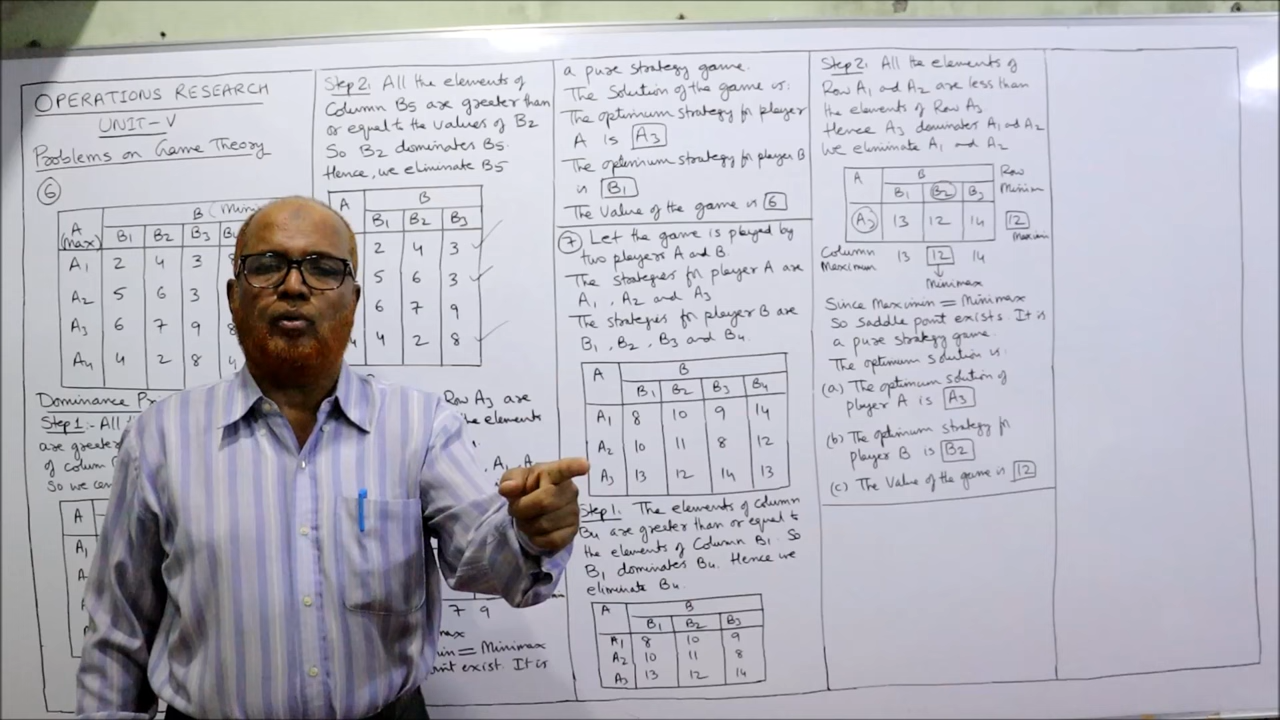 OPERATIONS RESEARCH
UNIT-V
Problems on Game Theory
6
B (Mini
A (max) B1 B2 B3 B4
A1 2 4 3
A2 5 6 3
A3 6 7 9 8
A4 4 2 8 4
Dominance Pr
Step 1:- All
are greate
of colum
So we can
A
A1
Step 2: All the elements of
Column B5 are greater than
or equal to the values of B2
So B2 dominates B5.
Hence, we eliminate B5
A B
B1 B2 B3
2 4 3
5 6 3
6 7 9
4 2 8
Row A3 are
elements
A1
7 9
max
= Minimax
exist. It is
a pure strategy game.
The Solution of the game is:
The optimum strategy for player
A is A3
The optimum strategy for player B
is B1
The Value of the game is 6
7 Let the game is played by
two players A and B.
The strategies for player A are
A1, A2 and A3
The strategies for player B are
B1, B2, B3 and B4.
A B
B1 B2 B3 B4
A1 8 10 9 14
A2 10 11 8 12
A3 13 12 14 13
Step 1: The elements of column
B4 are greater than or equal to
the elements of Column B1. So
B1 dominates B4. Hence we
eliminate B4.
A B
B1 B2 B3
A1 8 10 9
A2 10 11 8
A3 13 12 14
Step 2: All the elements of
Row A1 and A2 are less than
the elements of Row A3
Hence A3 dominates A1 and A2
We eliminate A1 and A2
A B Row
B1 B2 B3 Minimum
A3 13 12 14 12
Maximin
Column 13 12 14
Maximum
Minimax
Since Maximin = Minimax
So saddle point exists. It is
a pure strategy game.
The optimum solution is:
(a) The optimum solution of
player A is A3
(b) The optimum strategy for
player B is B2
(c) The Value of the game is 12